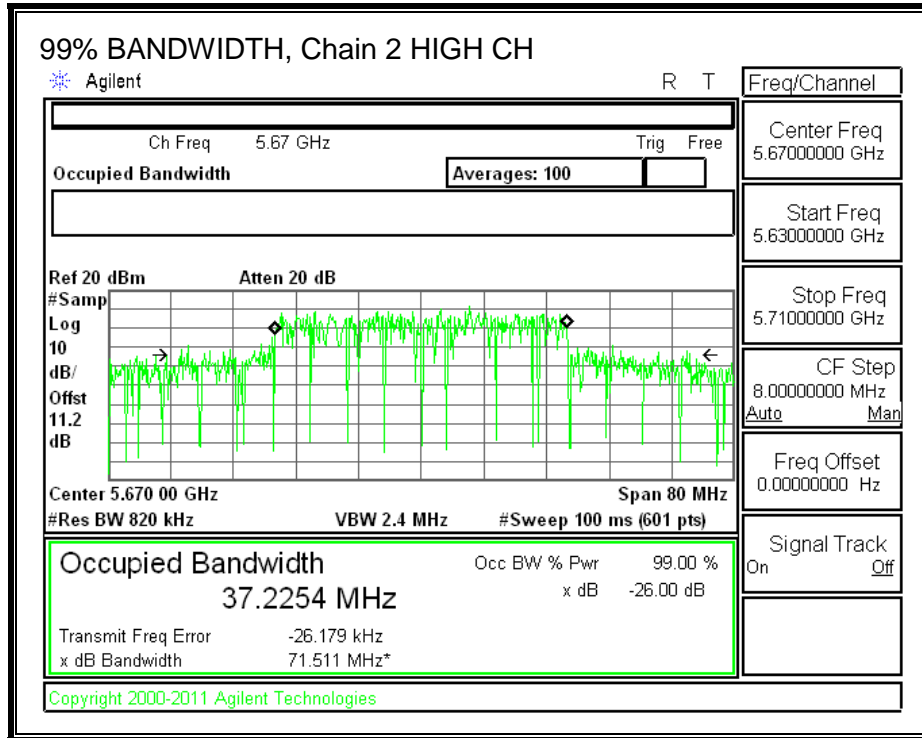 99% BANDWIDTH, Chain 2 HIGH CH
Agilent R T
Ch Freq 5.67 GHz Trig Free
Occupied Bandwidth Averages: 100
Ref 20 dBm Atten 20 dB
#Samp
Log
10
dB/
Offst
11.2
dB
Center 5.670 00 GHz Span 80 MHz
#Res BW 820 kHz VBW 2.4 MHz #Sweep 100 ms (601 pts)
Occupied Bandwidth Occ BW % Pwr 99.00 %
37.2254 MHz x dB -26.00 dB
Transmit Freq Error -26.179 kHz
x dB Bandwidth 71.511 MHz*
Copyright 2000-2011 Agilent Technologies
Freq/Channel
Center Freq
5.67000000 GHz
Start Freq
5.63000000 GHz
Stop Freq
5.71000000 GHz
CF Step
8.00000000 MHz
Auto Man
Freq Offset
0.00000000 Hz
Signal Track
On Off